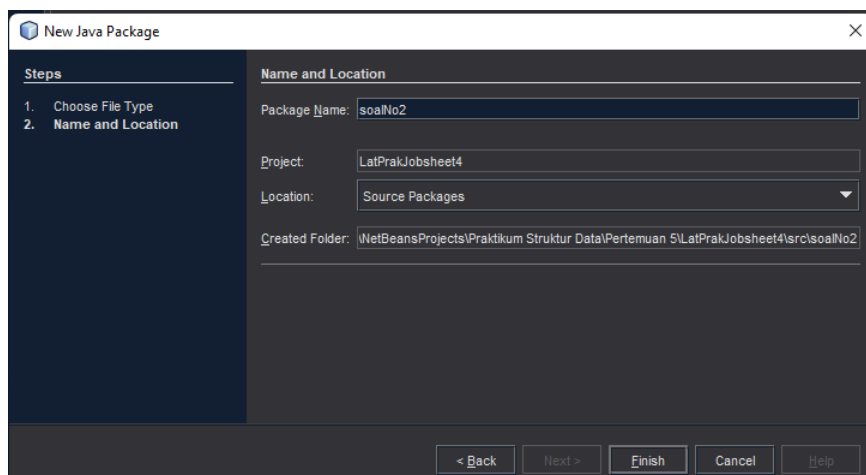 New Java Package
Steps
1. Choose File Type
2. Name and Location
Name and Location
Package Name: soalNo2
Project: LatPrakJobsheet4
Location: Source Packages
Created Folder: \NetBeansProjects\Praktikum Struktur Data\Pertemuan 5\LatPrakJobsheet4\src\soalNo2
< Back Next > Finish Cancel Help